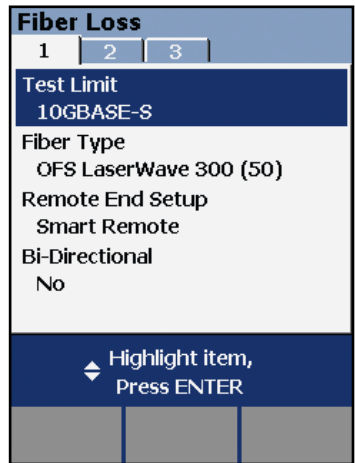 Fiber Loss
1 2 3
Test Limit
10GBASE-S
Fiber Type
OFS LaserWave 300 (50)
Remote End Setup
Smart Remote
Bi-Directional
No
Highlight item,
Press ENTER